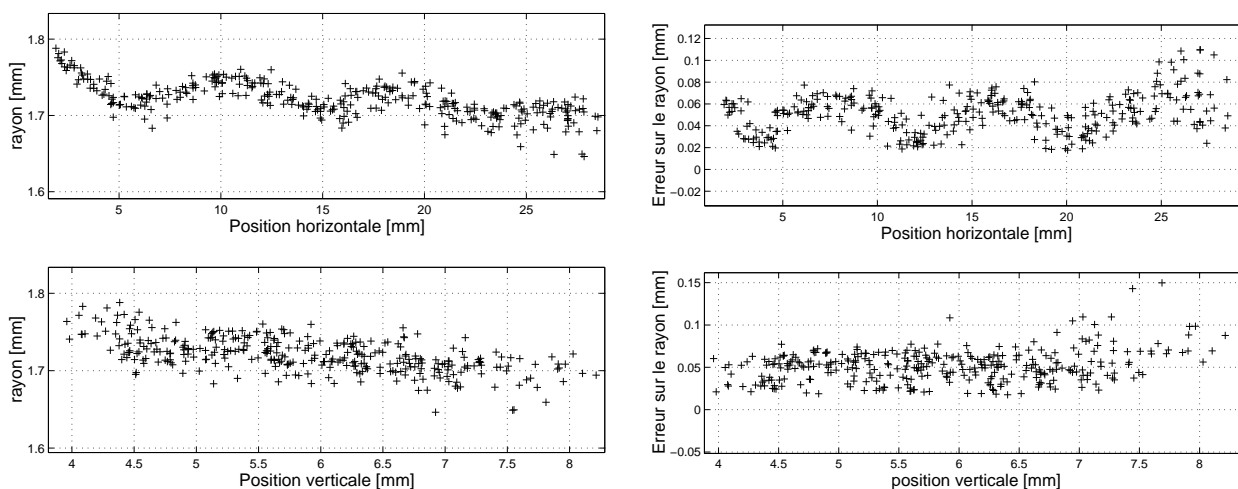 1.8
1.7
1.6
rayon [mm]
5 10 15 20 25
Position horizontale [mm]
0.12
0.1
0.08
0.06
0.04
0.02
0
−0.02
Erreur sur le rayon [mm]
5 10 15 20 25
Position horizontale [mm]
1.8
1.7
1.6
rayon [mm]
4 4.5 5 5.5 6 6.5 7 7.5 8
Position verticale [mm]
0.15
0.1
0.05
0
−0.05
Erreur sur le rayon [mm]
4 4.5 5 5.5 6 6.5 7 7.5 8
position verticale [mm]